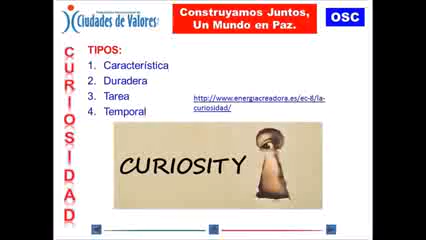 Ciudades de Valores
Construyamos Juntos,
Un Mundo en Paz.
OSC
CURIOSIDAD
TIPOS:
1. Característica
2. Duradera
3. Tarea
4. Temporal
http://www.energiacreadora.es/ec-8/la-
curiosidad/
CURIOSITY